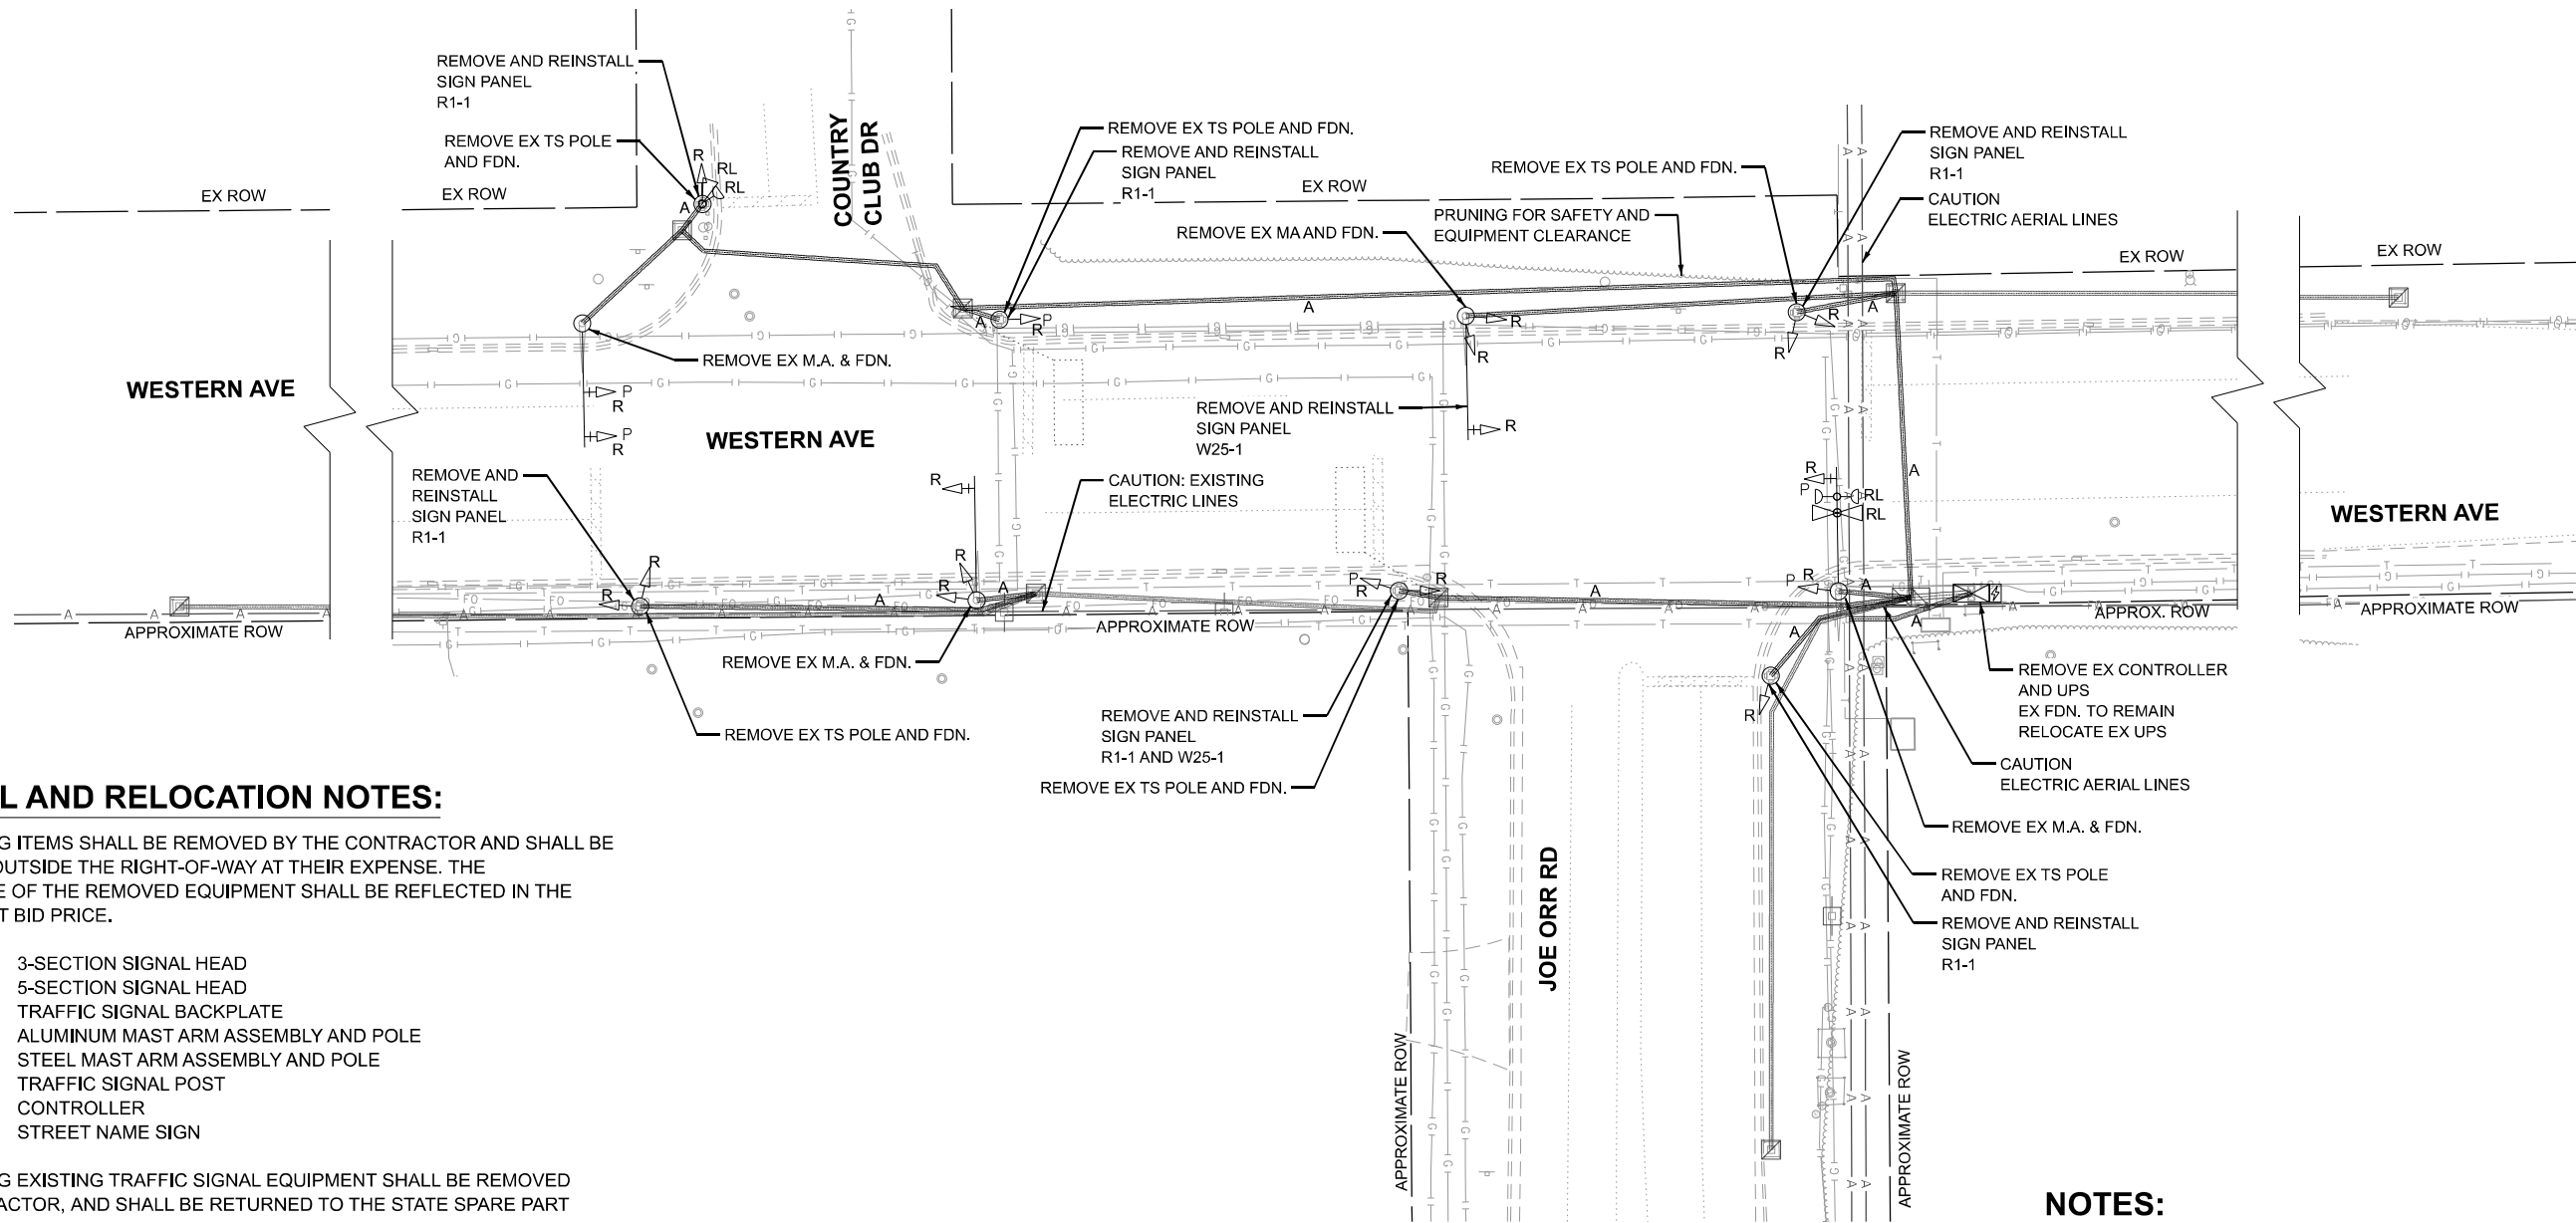 REMOVE AND REINSTALL
SIGN PANEL
R1-1
REMOVE EX TS POLE
AND FDN.
R
RL
RL
A
EX ROW
EX ROW
COUNTRY
CLUB DR
REMOVE EX TS POLE AND FDN.
REMOVE AND REINSTALL
SIGN PANEL
R1-1
EX ROW
REMOVE EX TS POLE AND FDN.
PRUNING FOR SAFETY AND
EQUIPMENT CLEARANCE
REMOVE EX MA AND FDN.
REMOVE AND REINSTALL
SIGN PANEL
R1-1
CAUTION
ELECTRIC AERIAL LINES
EX ROW
EX ROW
REMOVE EX M.A. & FDN.
A
P
R
A
R
R
R
R
A
WESTERN AVE
P
R
P
R
WESTERN AVE
REMOVE AND REINSTALL
SIGN PANEL
W25-1
R
REMOVE AND
REINSTALL
SIGN PANEL
R1-1
R
CAUTION: EXISTING
ELECTRIC LINES
R
P
RL
RL
A
WESTERN AVE
R
R
A
R
R
A
P
R
R
A
P
R
A
A
A
APPROXIMATE ROW
APPROXIMATE ROW
APPROX. ROW
APPROXIMATE ROW
REMOVE EX M.A. & FDN.
REMOVE EX TS POLE AND FDN.
REMOVE AND REINSTALL
SIGN PANEL
R1-1 AND W25-1
REMOVE EX TS POLE AND FDN.
R
REMOVE EX CONTROLLER
AND UPS
EX FDN. TO REMAIN
RELOCATE EX UPS
CAUTION
ELECTRIC AERIAL LINES
REMOVE EX M.A. & FDN.
REMOVE EX TS POLE
AND FDN.
REMOVE AND REINSTALL
SIGN PANEL
R1-1
JOE ORR RD
APPROXIMATE ROW
APPROXIMATE ROW
L AND RELOCATION NOTES:
G ITEMS SHALL BE REMOVED BY THE CONTRACTOR AND SHALL BE
OUTSIDE THE RIGHT-OF-WAY AT THEIR EXPENSE. THE
E OF THE REMOVED EQUIPMENT SHALL BE REFLECTED IN THE
T BID PRICE.
3-SECTION SIGNAL HEAD
5-SECTION SIGNAL HEAD
TRAFFIC SIGNAL BACKPLATE
ALUMINUM MAST ARM ASSEMBLY AND POLE
STEEL MAST ARM ASSEMBLY AND POLE
TRAFFIC SIGNAL POST
CONTROLLER
STREET NAME SIGN
G EXISTING TRAFFIC SIGNAL EQUIPMENT SHALL BE REMOVED
RACTOR, AND SHALL BE RETURNED TO THE STATE SPARE PART
NOTES: